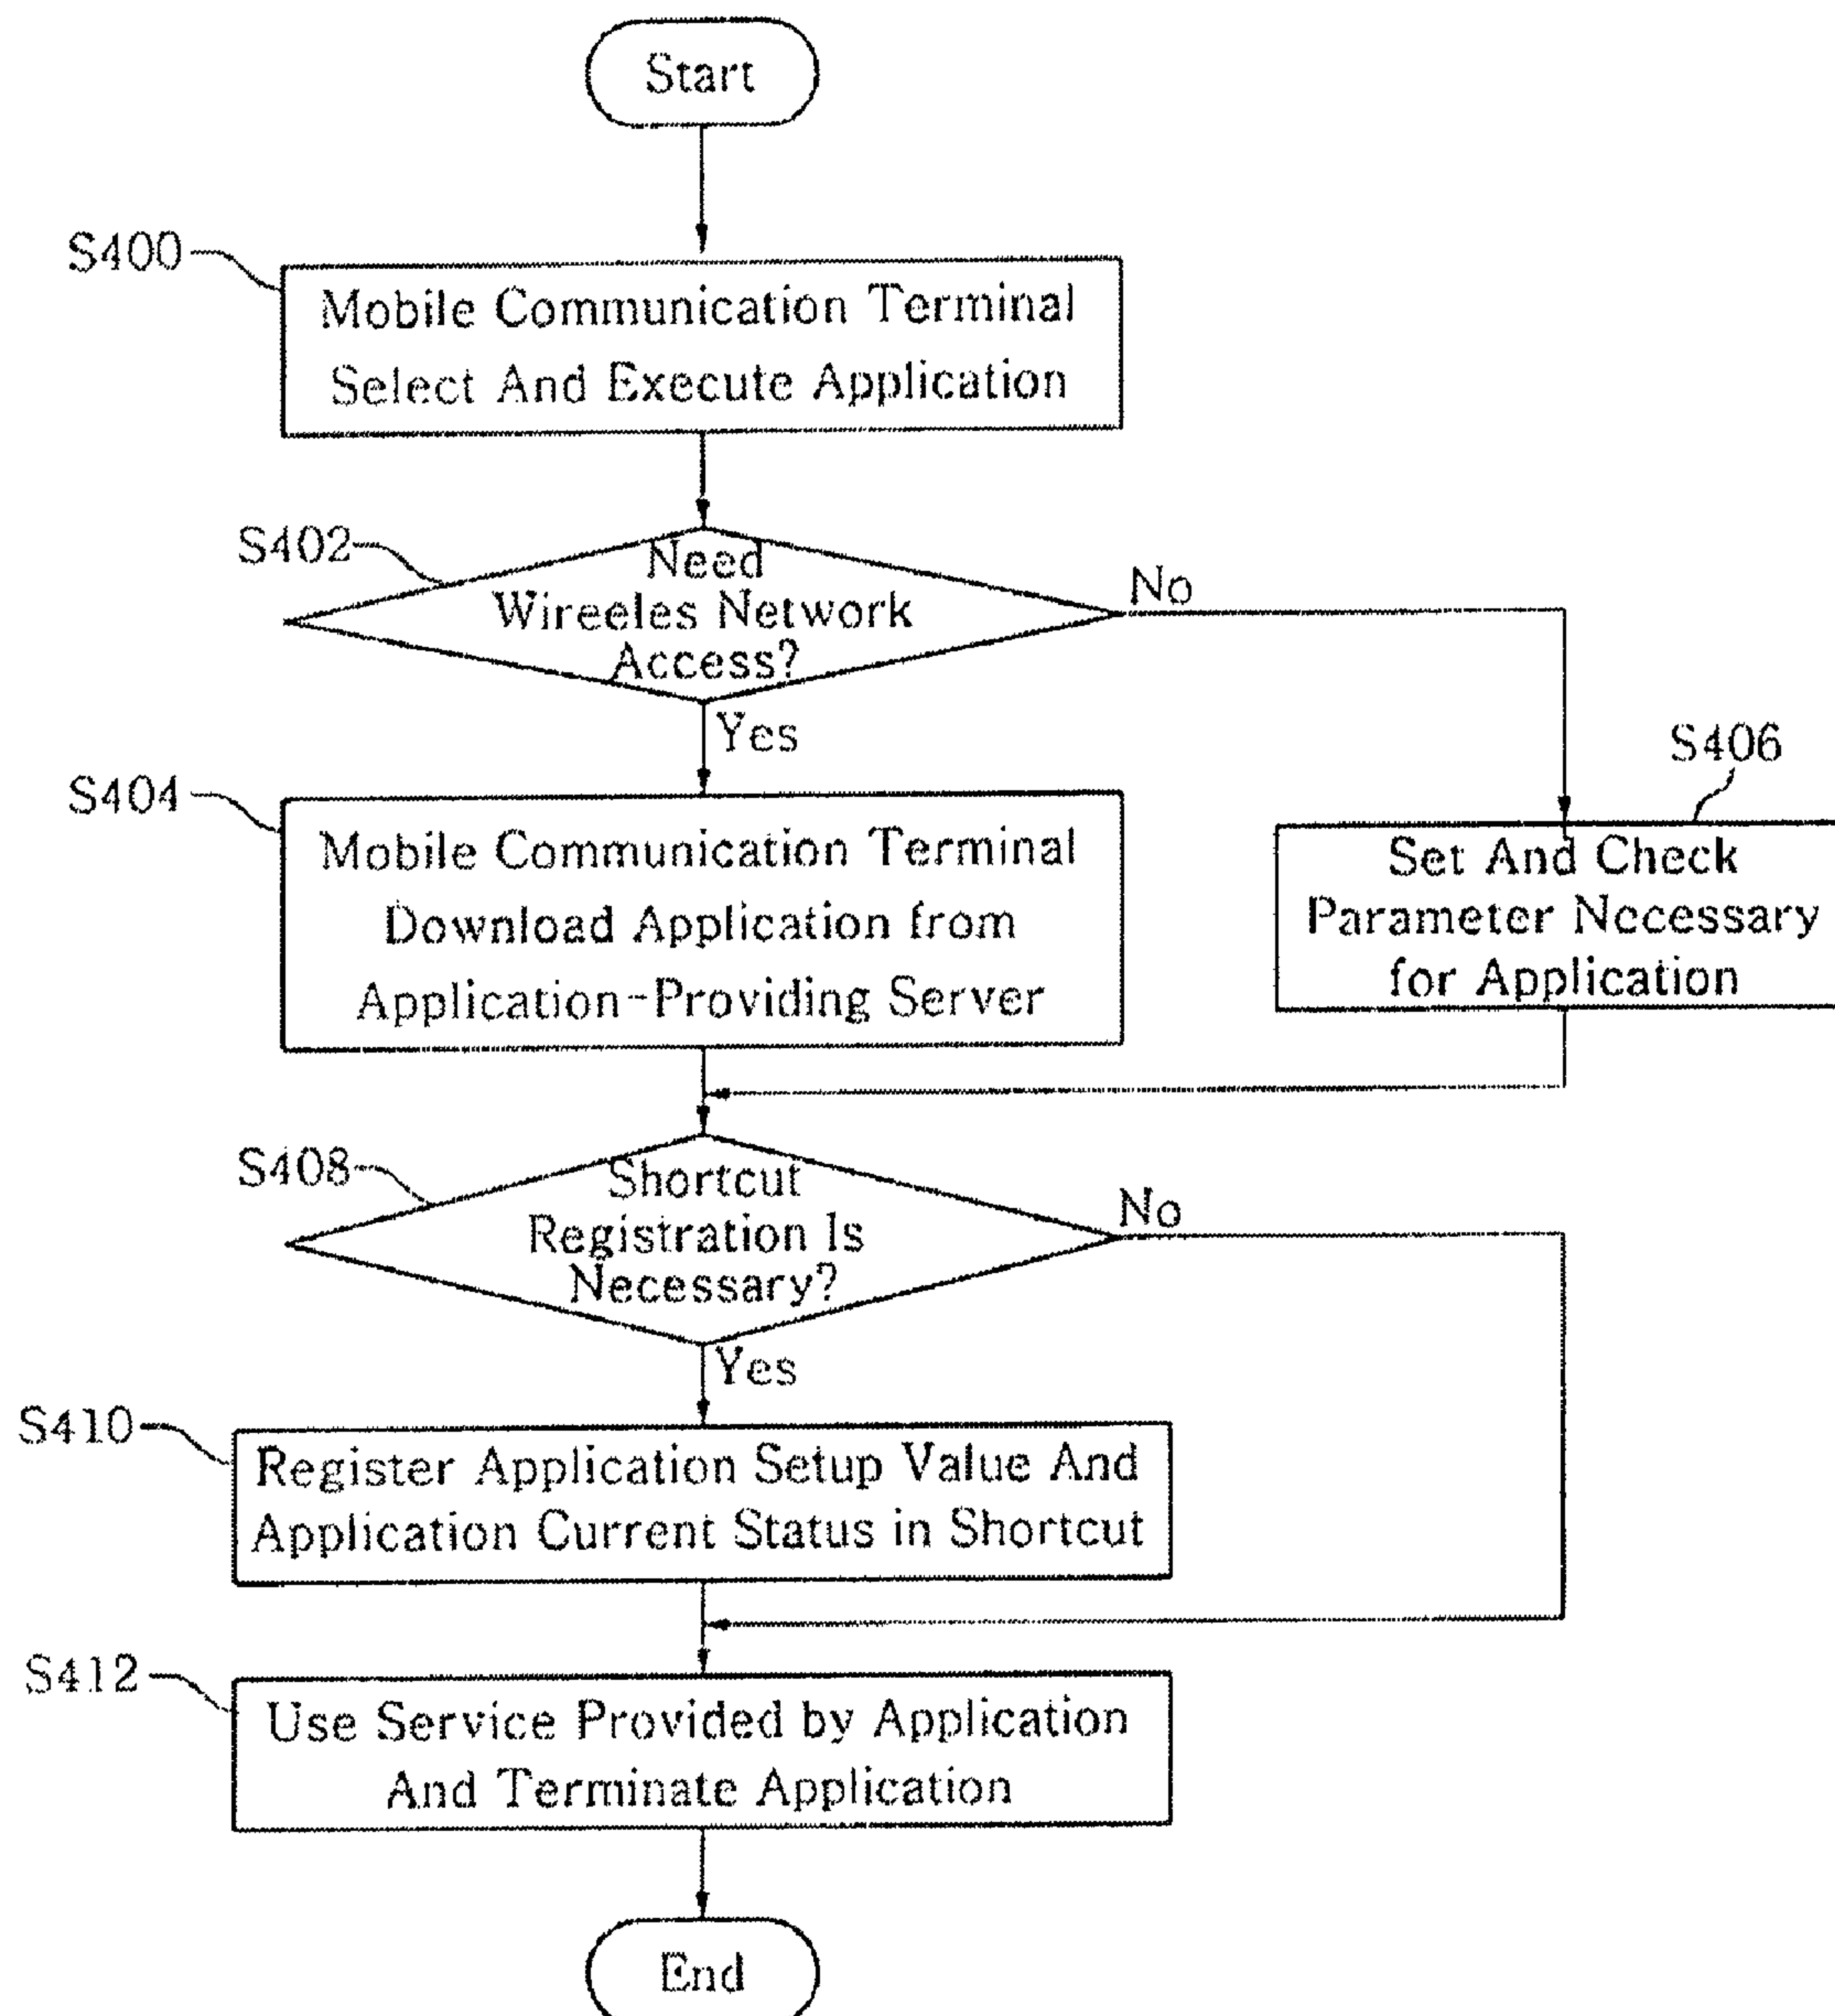 Start
S400
Mobile Communication Terminal
Select And Execute Application
S402
Need
Wireeles Network
Access?
No
Yes
S404
Mobile Communication Terminal
Download Application from
Application-Providing Server
S406
Set And Check
Parameter Necessary
for Application
S408
Shortcut
Registration Is
Necessary?
No
Yes
S410
Register Application Setup Value And
Application Current Status in Shortcut
S412
Use Service Provided by Application
And Terminate Application
End